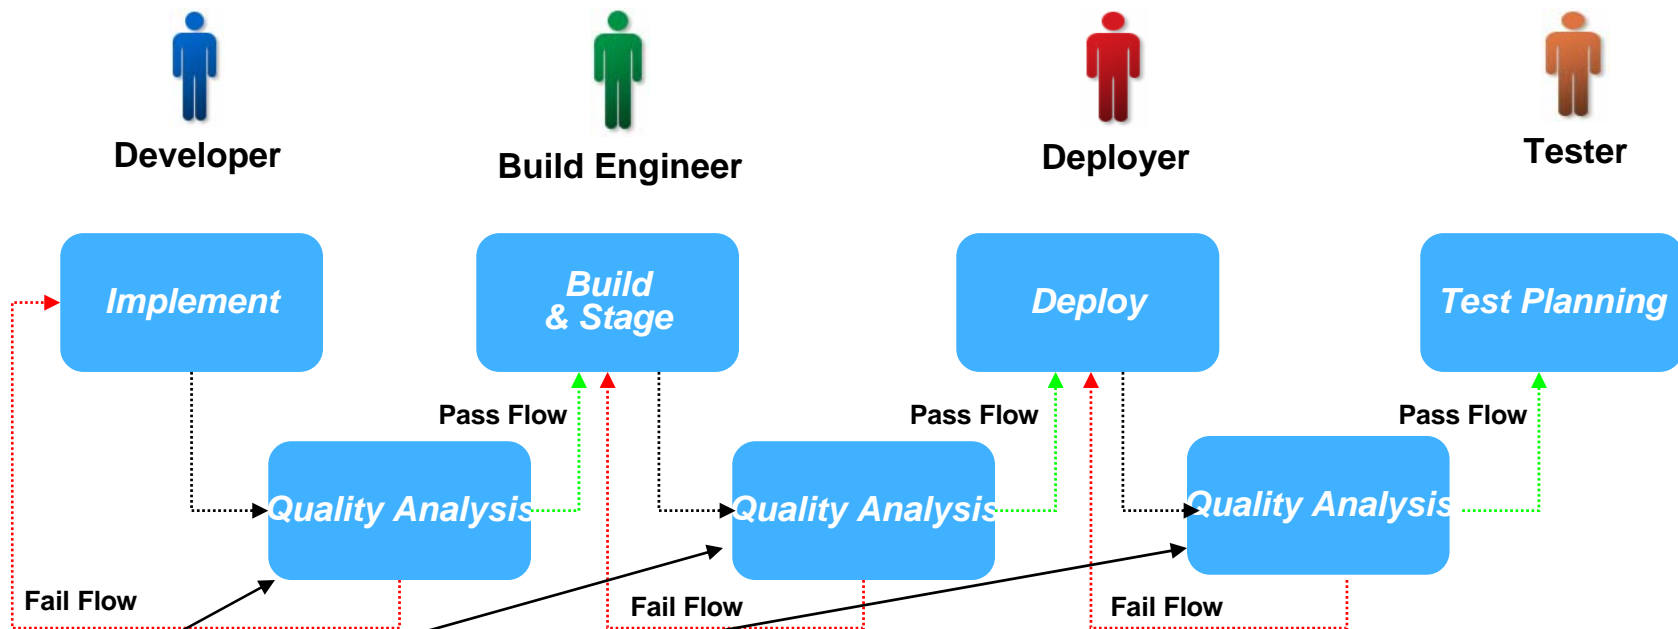 Developer
Build Engineer
Deployer
Tester
Implement
Build
& Stage
Deploy
Test Planning
Pass Flow
Pass Flow
Pass Flow
Quality Analysis
Quality Analysis
Quality Analysis
Fail Flow
Fail Flow
Fail Flow